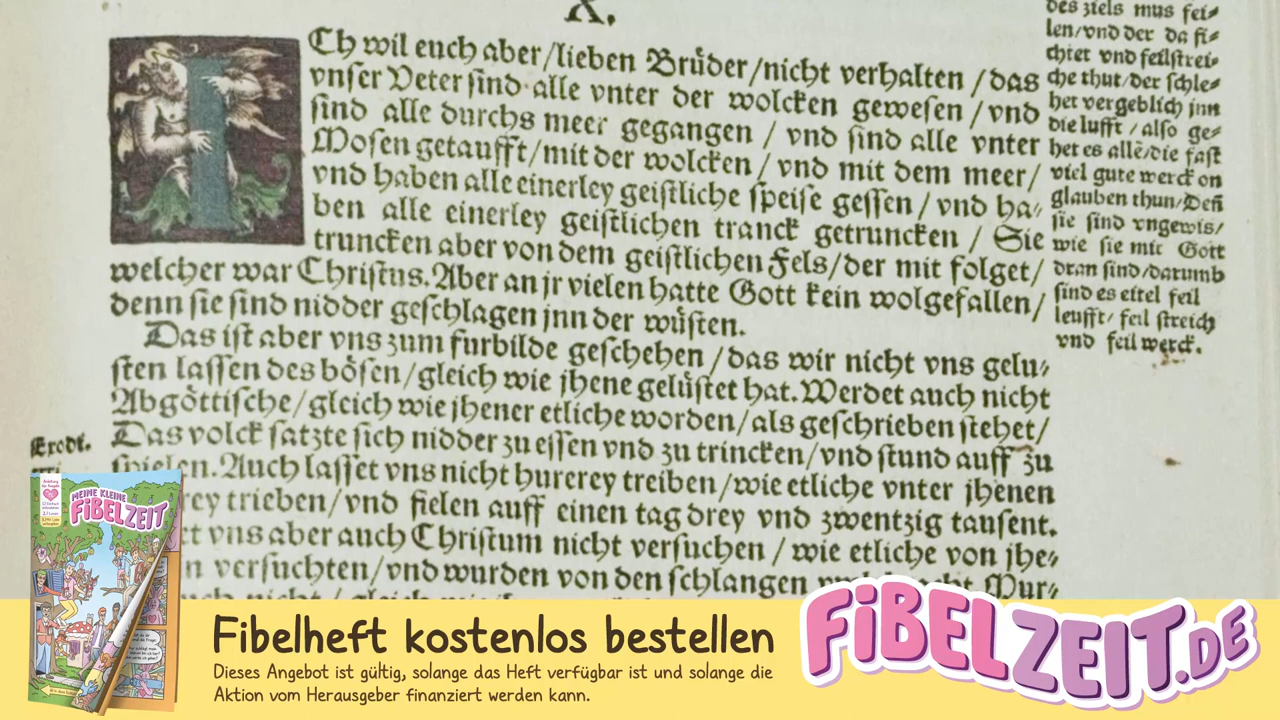 X.
ICh wil euch aber/lieben Brüder/nicht verhalten/das
vnser Veter sind alle vnter der wolcken gewesen/vnd
sind alle durchs meer gegangen/vnd sind alle vnter
Mosen getaufft/mit der wolcken/vnd mit dem meer/
vnd haben alle einerley geistliche speise gessen/vnd ha⸗
ben alle einerley geistlichen tranck getruncken/Sie
truncken aber von dem geistlichen Fels/der mit folget/
welcher war Christus. Aber an jr vielen hatte Gott kein wolgefallen/
denn sie sind nidder geschlagen jnn der wüsten.
Das ist aber vns zum furbilde geschehen/das wir nicht vns gelu⸗
sten lassen des bösen/gleich wie jhene gelüstet hat. Werdet auch nicht
Abgöttische/gleich wie jhener etliche worden/als geschrieben stehet/
Das volck satzte sich nidder zu essen vnd zu trincken/vnd stund auff zu
spielen. Auch lasset vns nicht hurerey treiben/wie etliche vnter jhenen
rey trieben/vnd fielen auff einen tag drey vnd zwentzig tausent.
vns aber auch Christum nicht versuchen/wie etliche von jhe⸗
n versuchten/vnd wurden von den schlangen Mur⸗
des ziels mus fei⸗
len/vnd der da fi⸗
chtet vnd feilstrei⸗
che thut/der schle⸗
het vergeblich jnn
die lufft/also ge⸗
het es allē/die fast
viel gute werck on
glauben thun/Deñ
sie sind vngewis/
wie sie mit Gott
dran sind/darumb
sind es eitel feil
leufft/feil streich
vnd feil werck.
Exodi.
MEINE KLEINE
FiBELZEIT
Fibelheft kostenlos bestellen
Dieses Angebot ist gültig, solange das Heft verfügbar ist und solange die
Aktion vom Herausgeber finanziert werden kann.
FiBELZEIT.DE